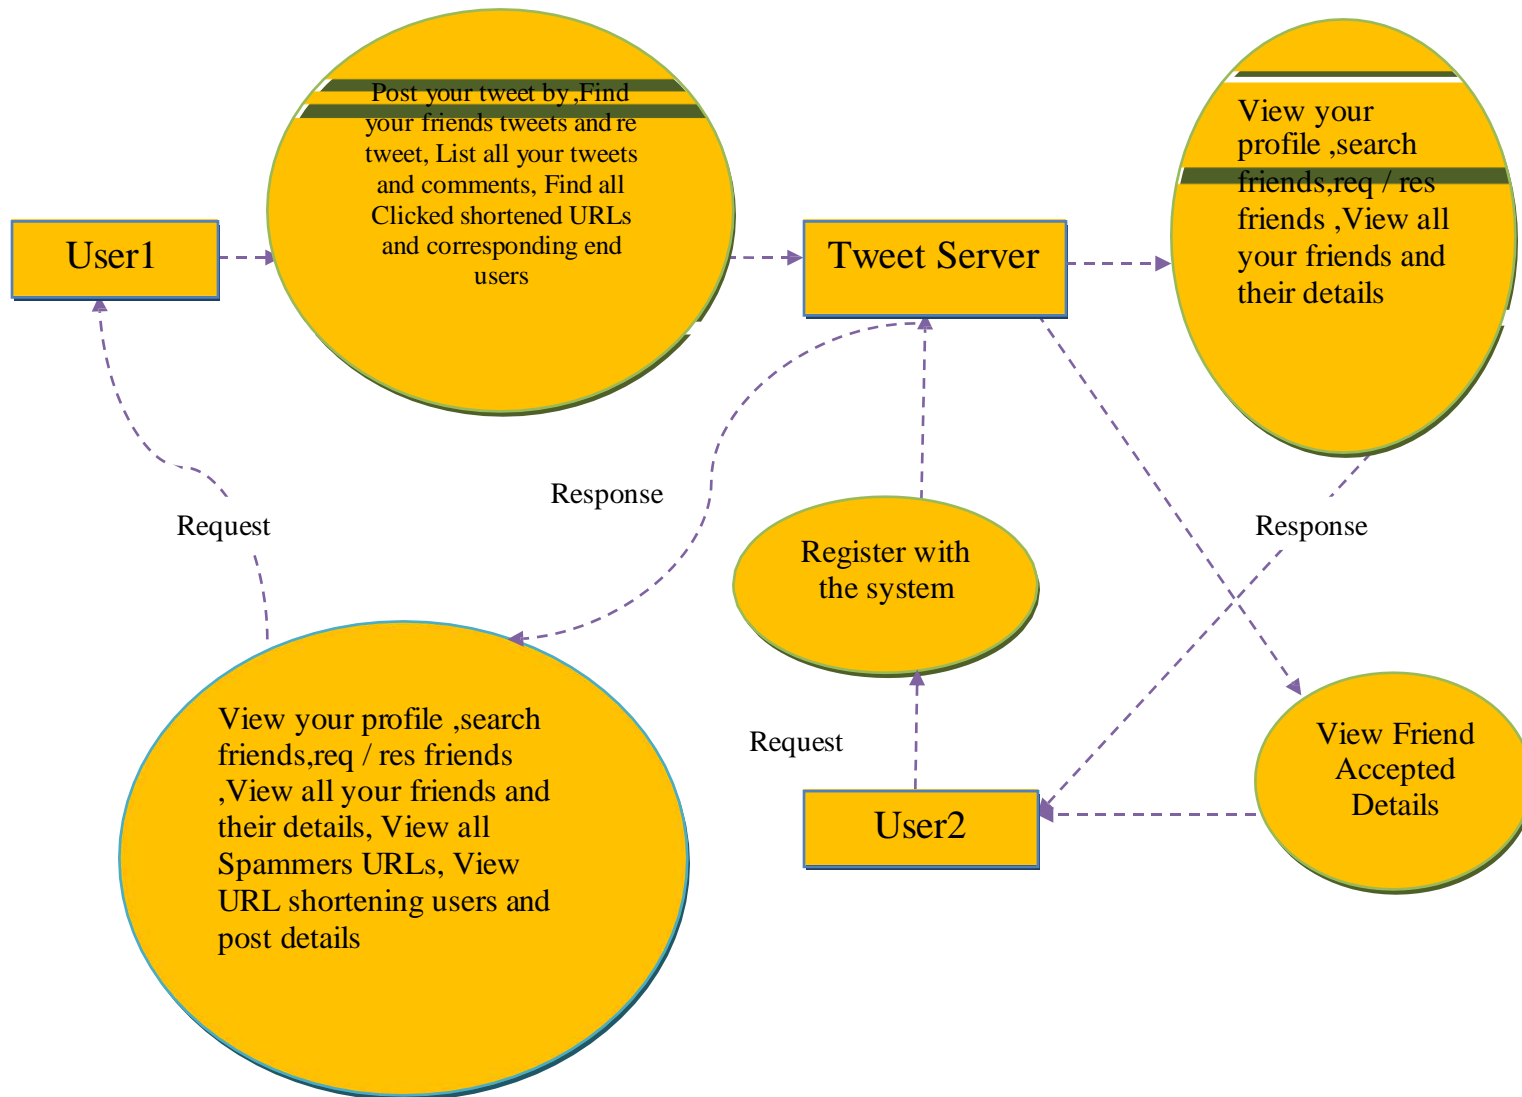 Post your tweet by ,Find
your friends tweets and re
tweet, List all your tweets
and comments, Find all
Clicked shortened URLs
and corresponding end
users
View your
profile ,search
friends,req / res
friends ,View all
your friends and
their details
User1
Tweet Server
Response
Request
Response
Register with
the system
View your profile ,search
friends,req / res friends
,View all your friends and
their details, View all
Spammers URLs, View
URL shortening users and
post details
Request
User2
View Friend
Accepted
Details